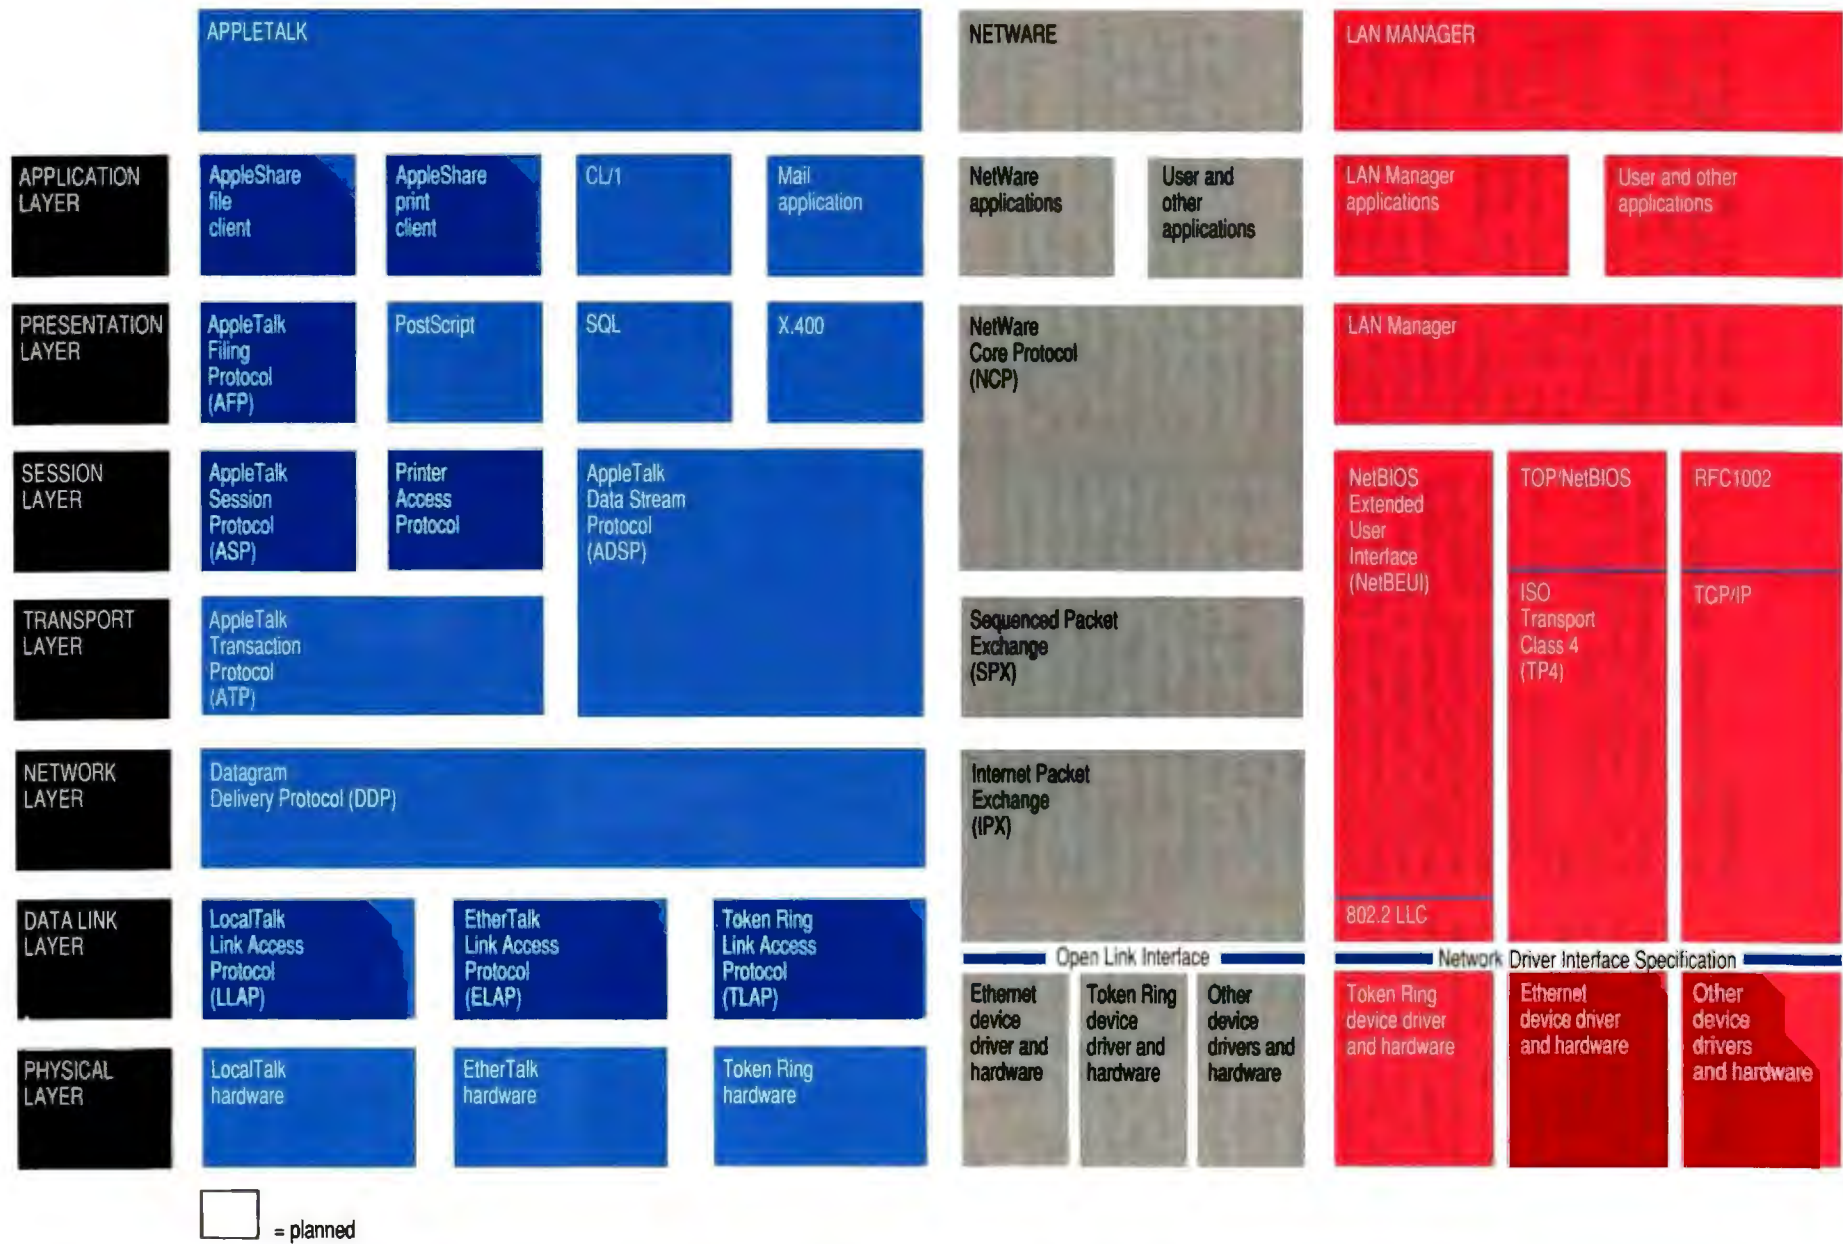 APPLETALK
NETWARE
LAN MANAGER
APPLICATION
LAYER
AppleShare
file
client
AppleShare
print
client
CL/1
Mail
application
NetWare
applications
User and
other
applications
LAN Manager
applications
User and other
applications
PRESENTATION
LAYER
AppleTalk
Filing
Protocol
(AFP)
PostScript
SQL
X.400
NetWare
Core Protocol
(NCP)
LAN Manager
SESSION
LAYER
AppleTalk
Session
Protocol
(ASP)
Printer
Access
Protocol
AppleTalk
Data Stream
Protocol
(ADSP)
NetBIOS
Extended
User
Interface
(NetBEUI)
TOP/NetBIOS
RFC1002
TRANSPORT
LAYER
AppleTalk
Transaction
Protocol
(ATP)
Sequenced Packet
Exchange
(SPX)
ISO
Transport
Class 4
(TP4)
TCP/IP
NETWORK
LAYER
Datagram
Delivery Protocol (DDP)
Internet Packet
Exchange
(IPX)
DATA LINK
LAYER
LocalTalk
Link Access
Protocol
(LLAP)
EtherTalk
Link Access
Protocol
(ELAP)
Token Ring
Link Access
Protocol
(TLAP)
802.2 LLC
Open Link Interface
Network Driver Interface Specification
Ethernet
device
driver and
hardware
Token Ring
device
driver and
hardware
Other
device
drivers and
hardware
Token Ring
device driver
and hardware
Ethernet
device driver
and hardware
Other
device
drivers
and hardware
PHYSICAL
LAYER
LocalTalk
hardware
EtherTalk
hardware
Token Ring
hardware
= planned